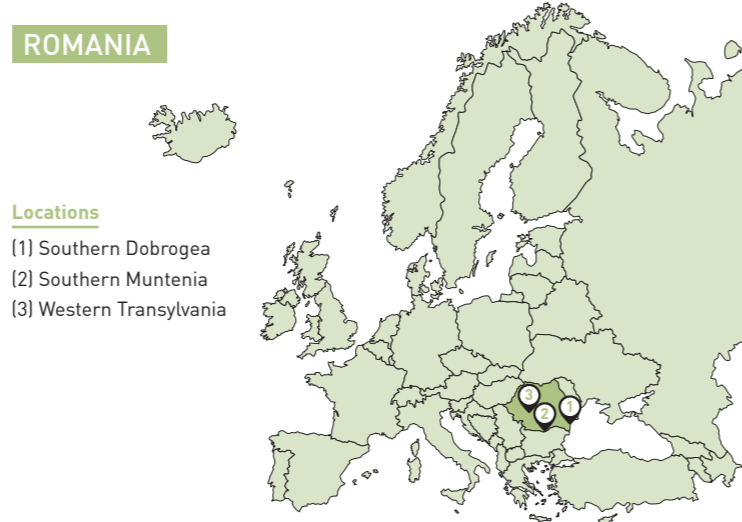 ROMANIA
Locations
(1) Southern Dobrogea
(2) Southern Muntenia
(3) Western Transylvania
3
2
1